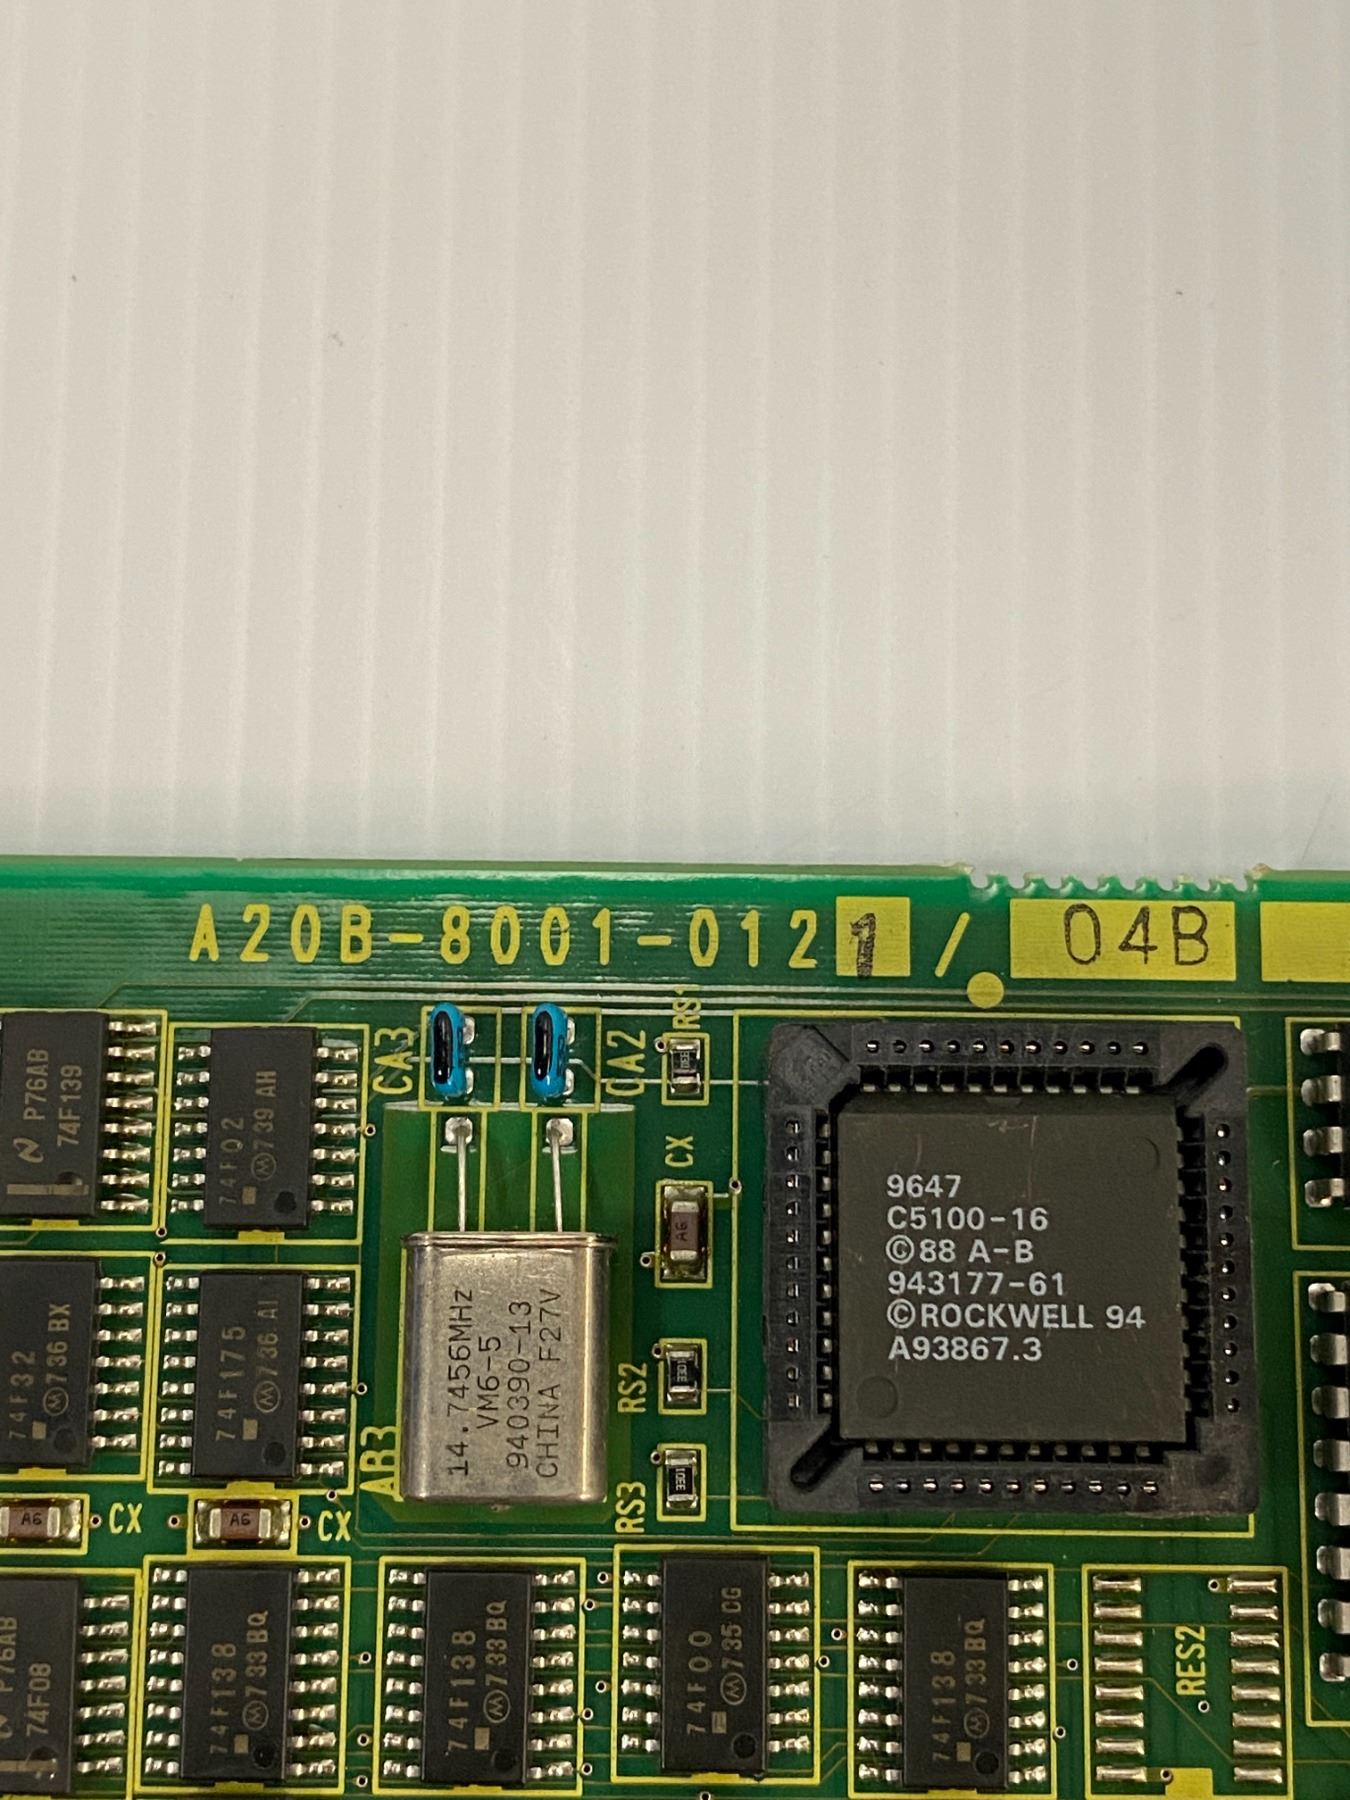 A20B-8001-0121/04B
CA3
CA2
RS1
P76AB
74F139
74F02
739 AH
CX
9647
C5100-16
©88 A-B
943177-61
©ROCKWELL 94
A93867.3
A6
74F32
736 BX
74F175
736 AI
14.7456MHz
VM6-5
940390-13
CHINA F27V
AB3
RS2
RS3
A6
CX
A6
CX
P76AB
74F08
74F138
733 BQ
74F138
733 BQ
74F00
735 CG
74F138
733 BQ
RES2